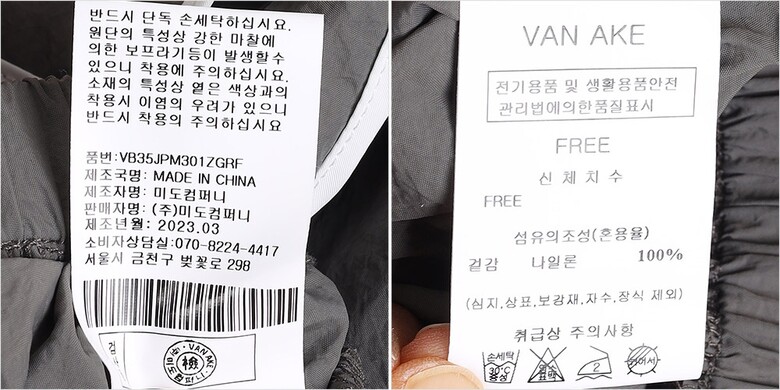 반드시 단독 손세탁하십시요.
원단의 특성상 강한 마찰에
의한 보프라기등이 발생할수
있으니 착용에 주의하십시요.
소재의 특성상 옅은 색상과의
착용시 이염의 우려가 있으니
반드시 착용의 주의하십시요
품번:VB35JPM301ZGRF
제조국명: MADE IN CHINA
제조자명: 미도컴퍼니
판매자명: (주)미도컴퍼니
제조년월: 2023.03
소비자상담실:070-8224-4417
서울시 금천구 벚꽃로 298
VAN AKE
檢
VAN AKE
전기용품 및 생활용품안전
관리법에의한품질표시
FREE
신체치수
FREE
섬유의조성(혼용율)
겉감 나일론 100%
(심지,상표,보강재,자수,장식 제외)
취급상 주의사항
손세탁
30°C
중성
2